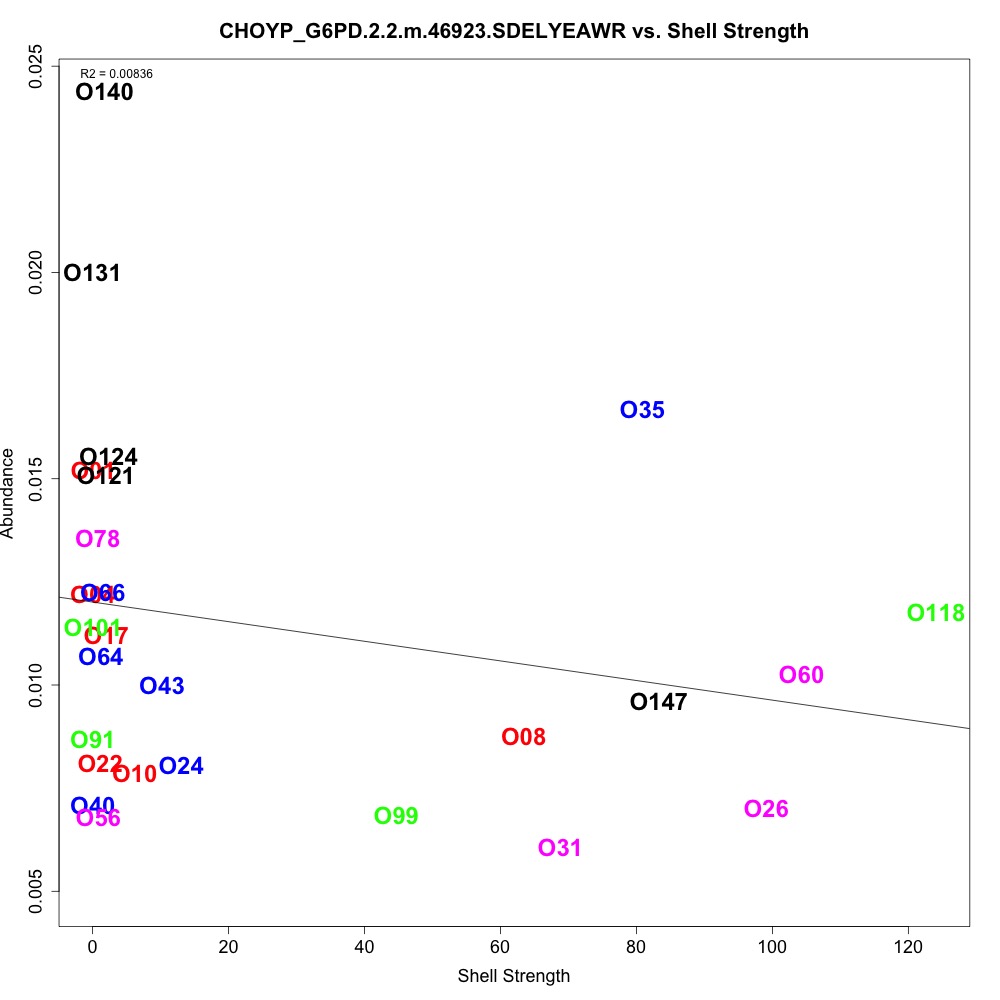 CHOYP_G6PD.2.2.m.46923.SDELYEAWR vs. Shell Strength
R2 = 0.00836
O140
O131
O35
O124
O01
O121
O78
O66
O118
O101
O17
O64
O60
O43
O147
O08
O91
O22
O24
O10
O40
O26
O56
O99
O31
0.025
0.020
0.015
0.010
0.005
Abundance
0 20 40 60 80 100 120
Shell Strength